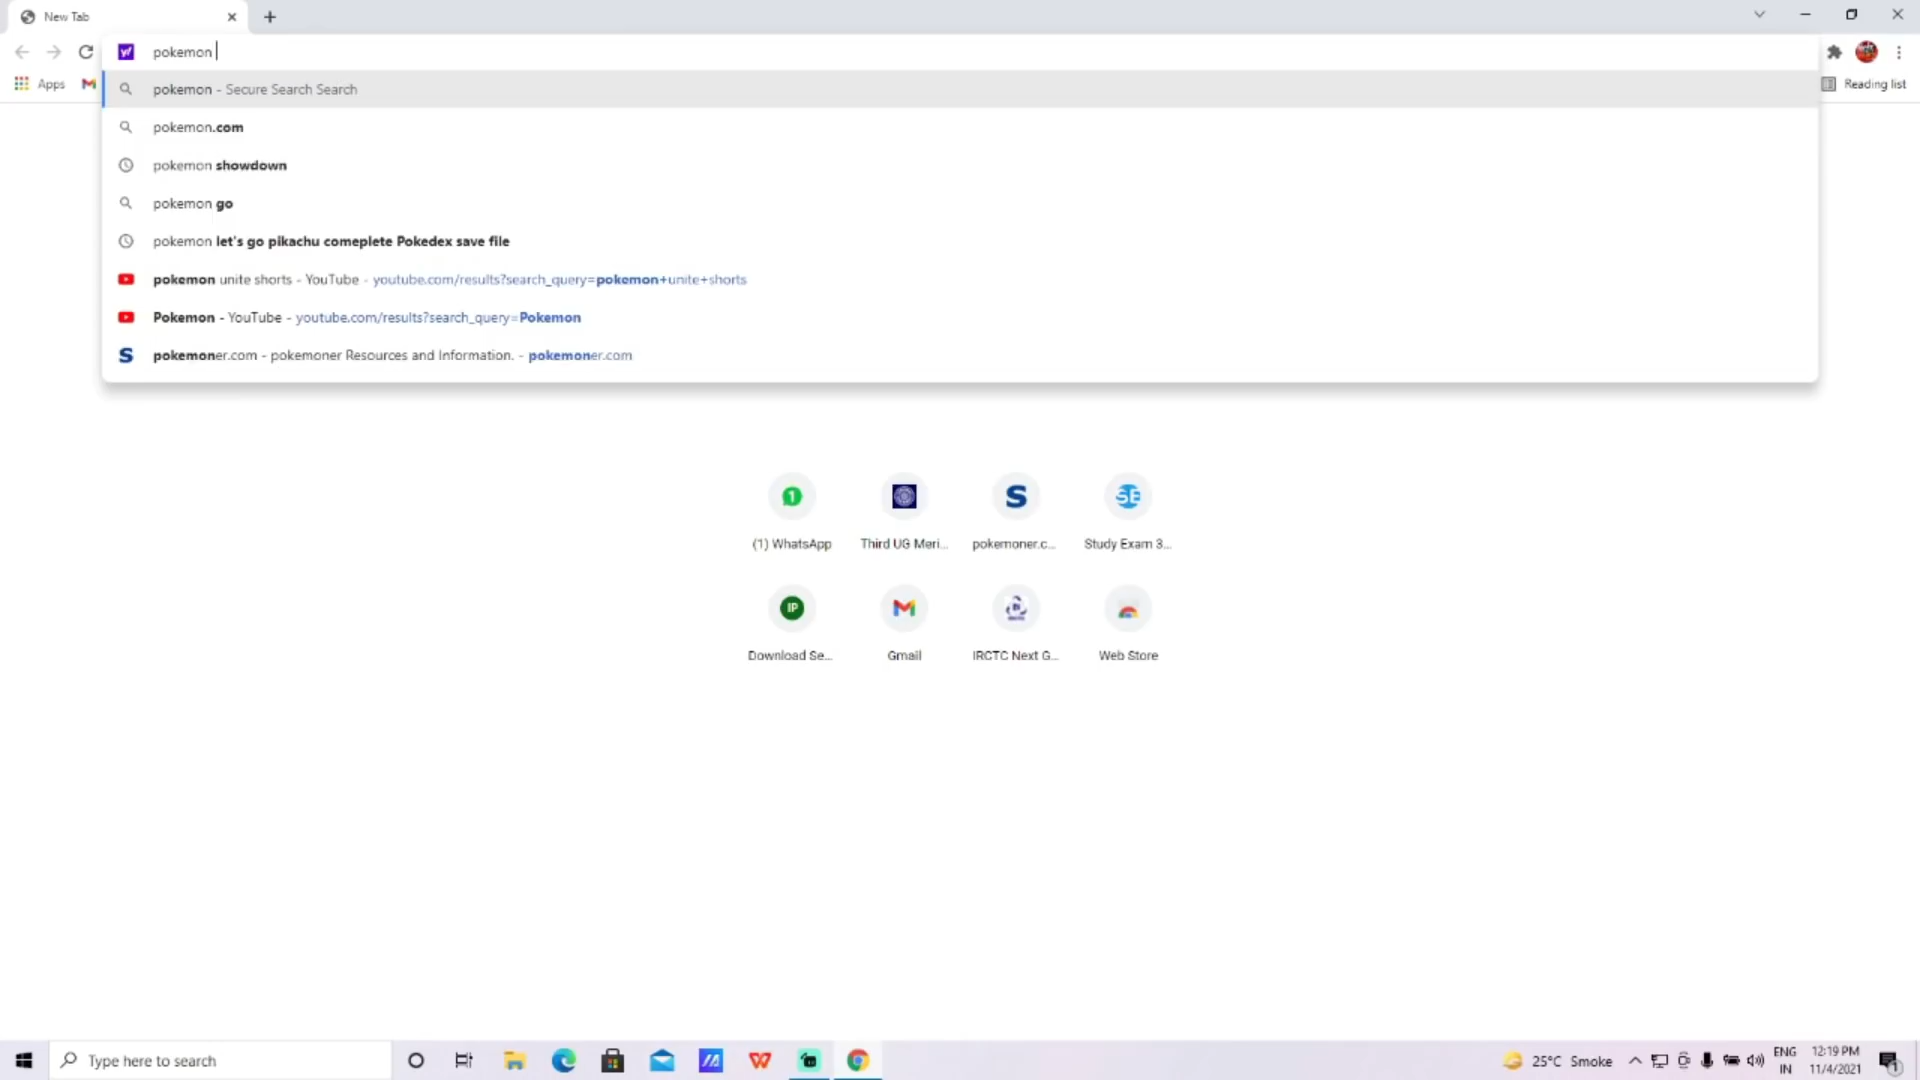 New Tab
pokemon
Apps
Reading list
pokemon - Secure Search Search
pokemon.com
pokemon showdown
pokemon go
pokemon let's go pikachu comeplete Pokedex save file
pokemon unite shorts - YouTube - youtube.com/results?search_query=pokemon+unite+shorts
Pokemon - YouTube - youtube.com/results?search_query=Pokemon
pokemoner.com - pokemoner Resources and Information. - pokemoner.com
(1) WhatsApp
Third UG Meri...
pokemoner.c...
Study Exam 3...
Download Se...
Gmail
IRCTC Next G...
Web Store
Type here to search
25°C Smoke
ENG
IN
12:19 PM
11/4/2021